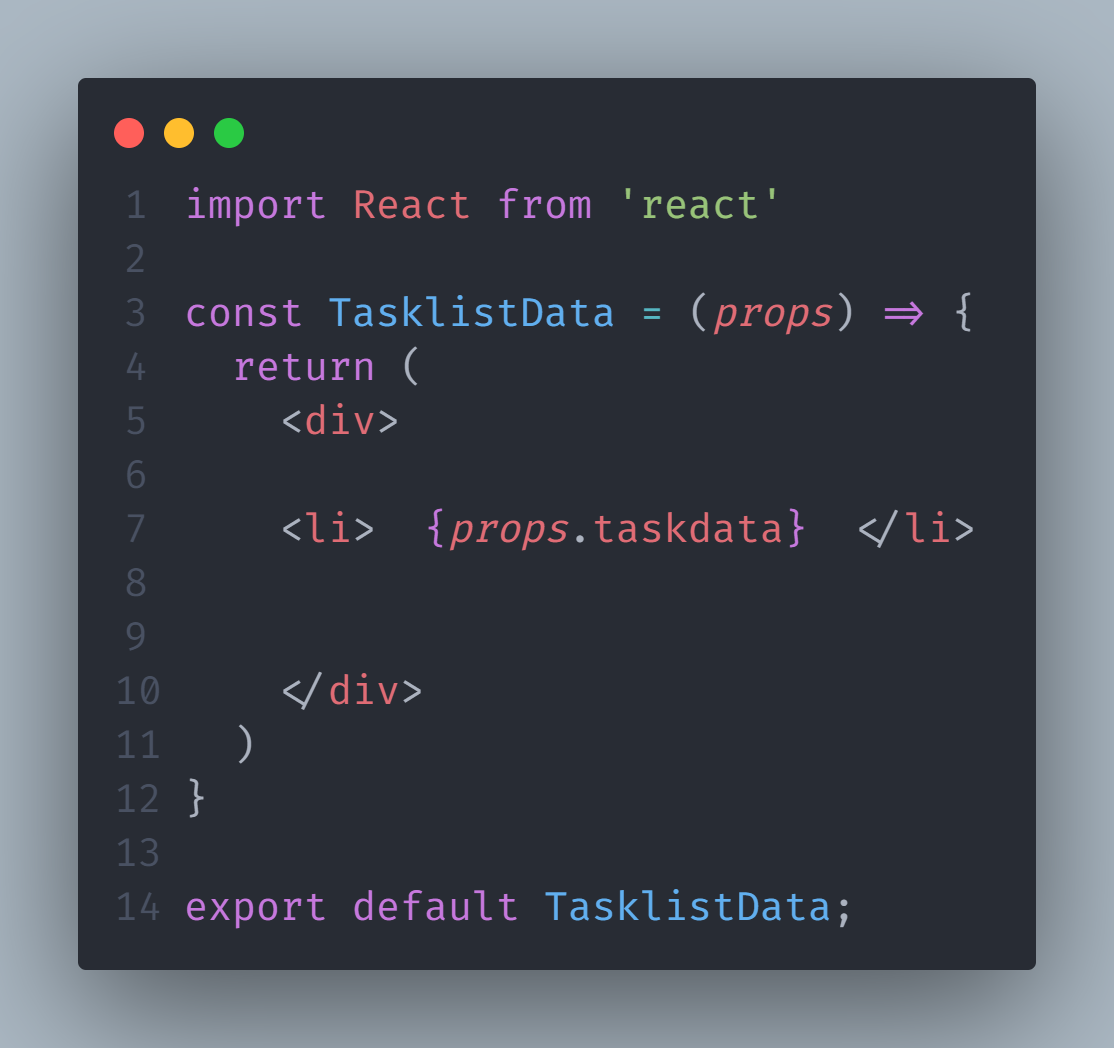 1 import React from 'react'
2
3 const TasklistData = (props) => {
4   return (
5     <div>
6
7     <li>  {props.taskdata}  </li>
8
9
10     </div>
11   )
12 }
13
14 export default TasklistData;